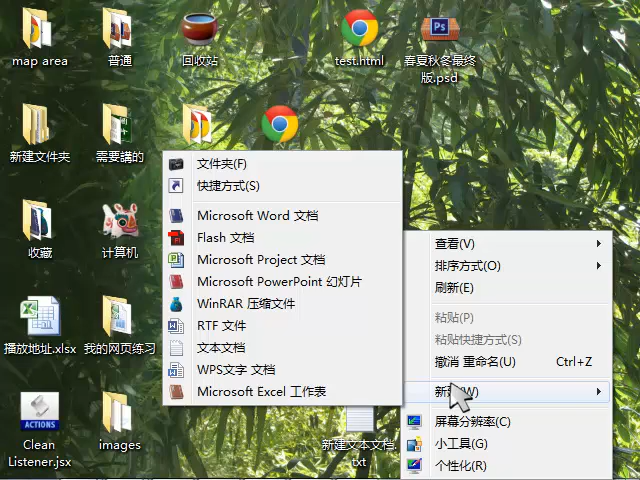 map area
普通
回收站
test.html
春夏秋冬最终
版.psd
新建文件夹
需要講的
收藏
计算机
播放地址.xlsx
我的网页练习
ACTIONS
Clean
Listener.jsx
images
新建文本文档.
txt
文件夹(F)
快捷方式(S)
Microsoft Word 文档
Flash 文档
Microsoft Project 文档
Microsoft PowerPoint 幻灯片
WinRAR 压缩文件
RTF 文件
文本文档
WPS文字 文档
Microsoft Excel 工作表
查看(V)
排序方式(O)
刷新(E)
粘贴(P)
粘贴快捷方式(S)
撤消 重命名(U) Ctrl+Z
新建(W)
屏幕分辨率(C)
小工具(G)
个性化(R)
Ps